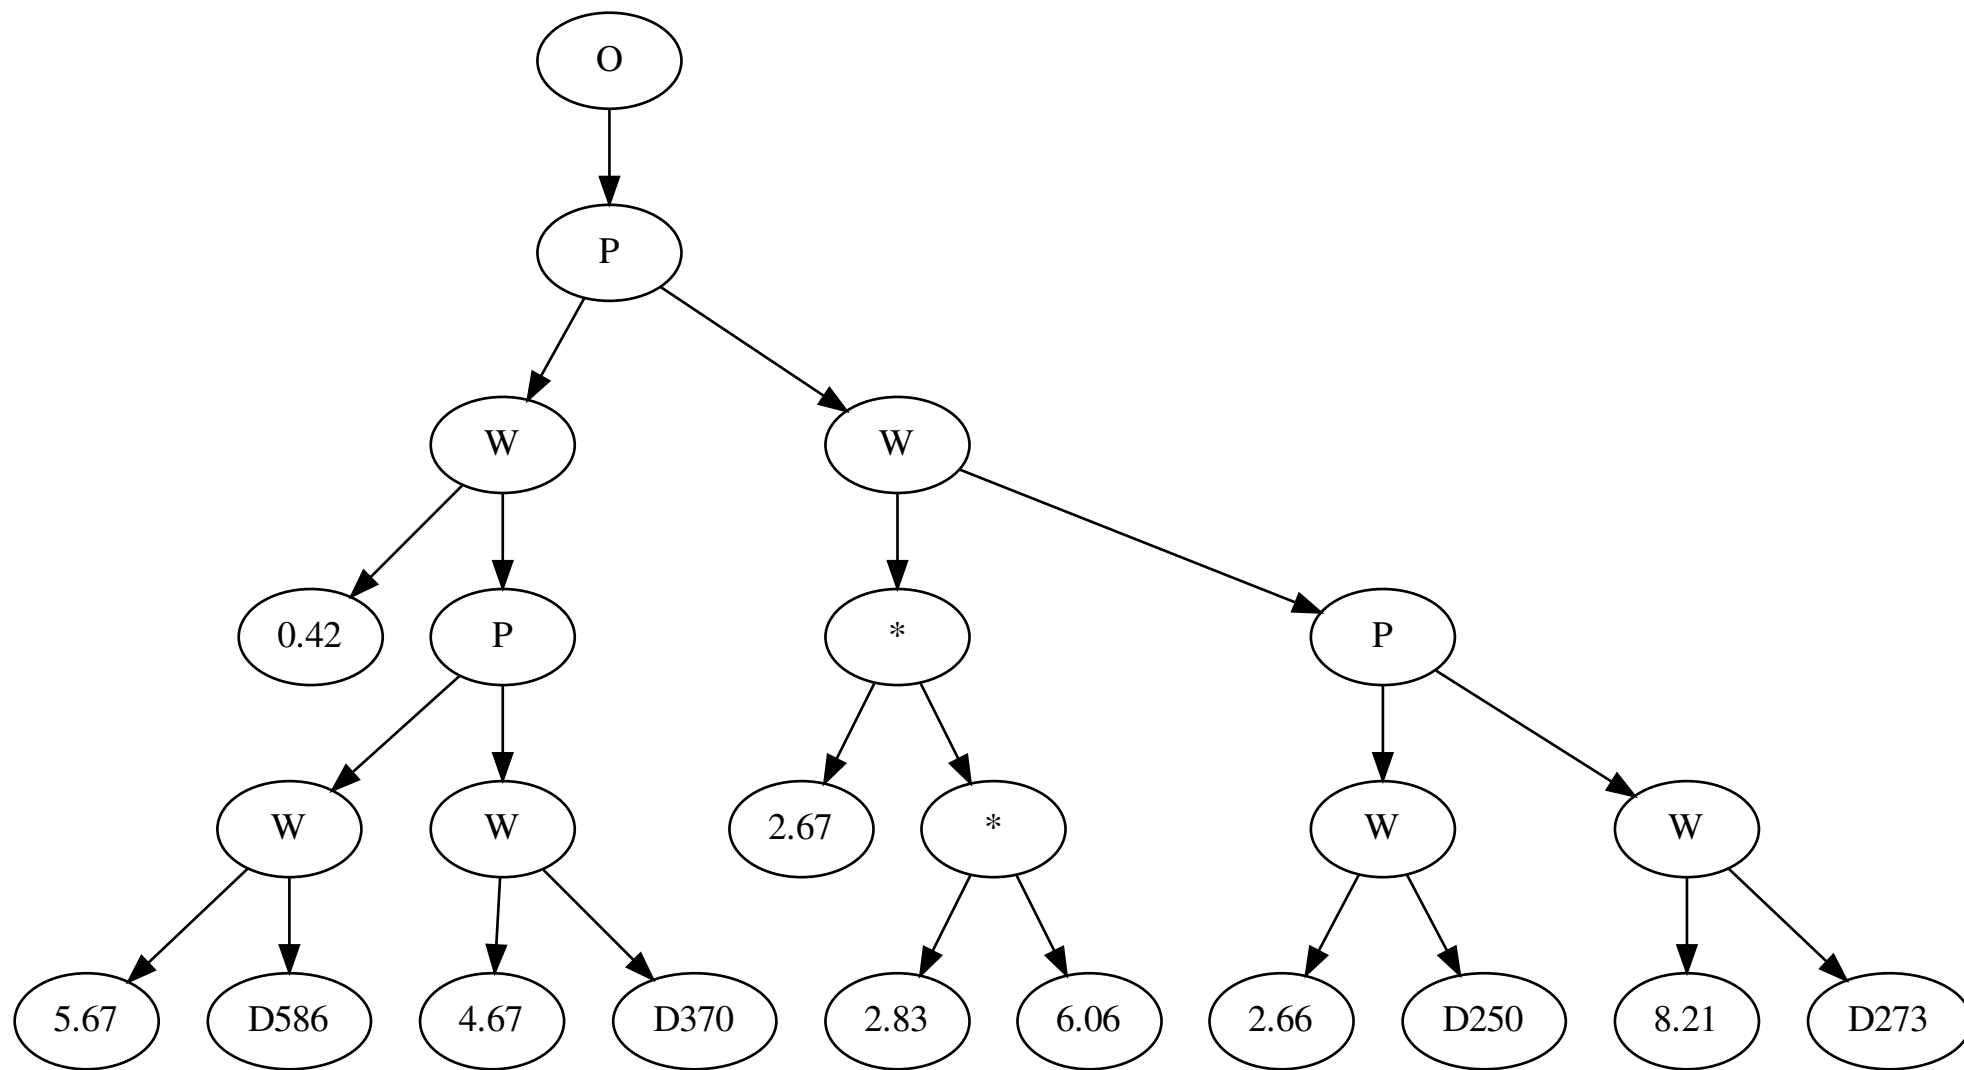 O
P
W W
0.42 P * P
W W 2.67 * W W
5.67 D586 4.67 D370 2.83 6.06 2.66 D250 8.21 D273